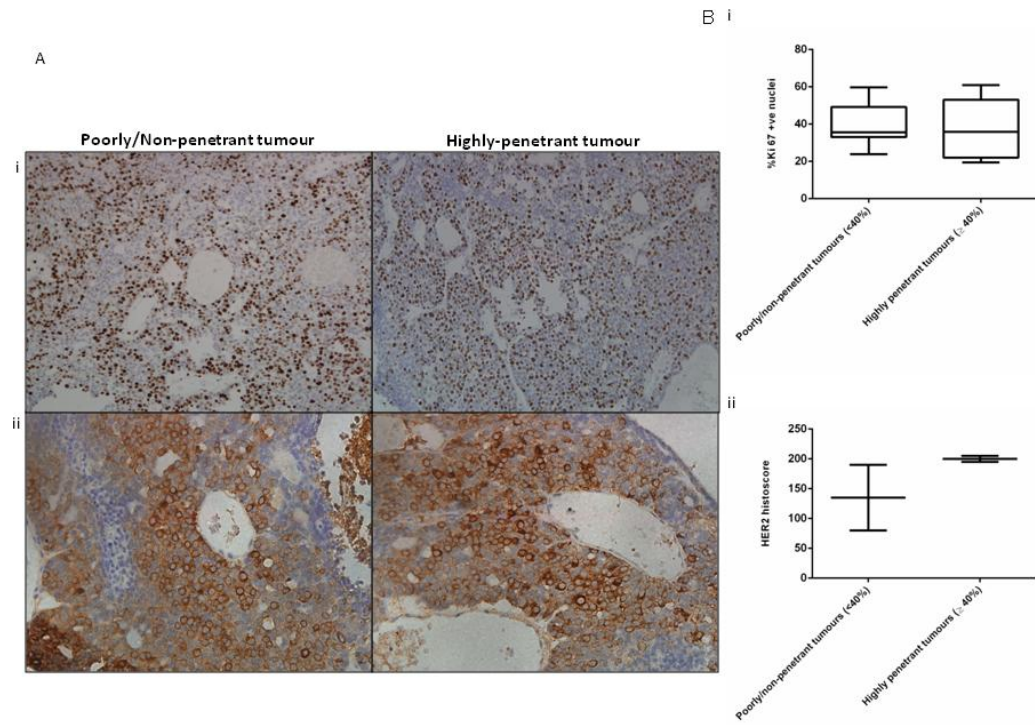 A
Poorly/Non-penetrant tumour
Highly-penetrant tumour
i
ii
B
i
80
60
40
20
0
%Ki 67 +ve nuclei
Poorly/non-penetrant tumours (<40%)
Highly penetrant tumours (≥ 40%)
ii
250
200
150
100
50
0
HER2 histoscore
Poorly/non-penetrant tumours (<40%)
Highly penetrant tumours (≥ 40%)